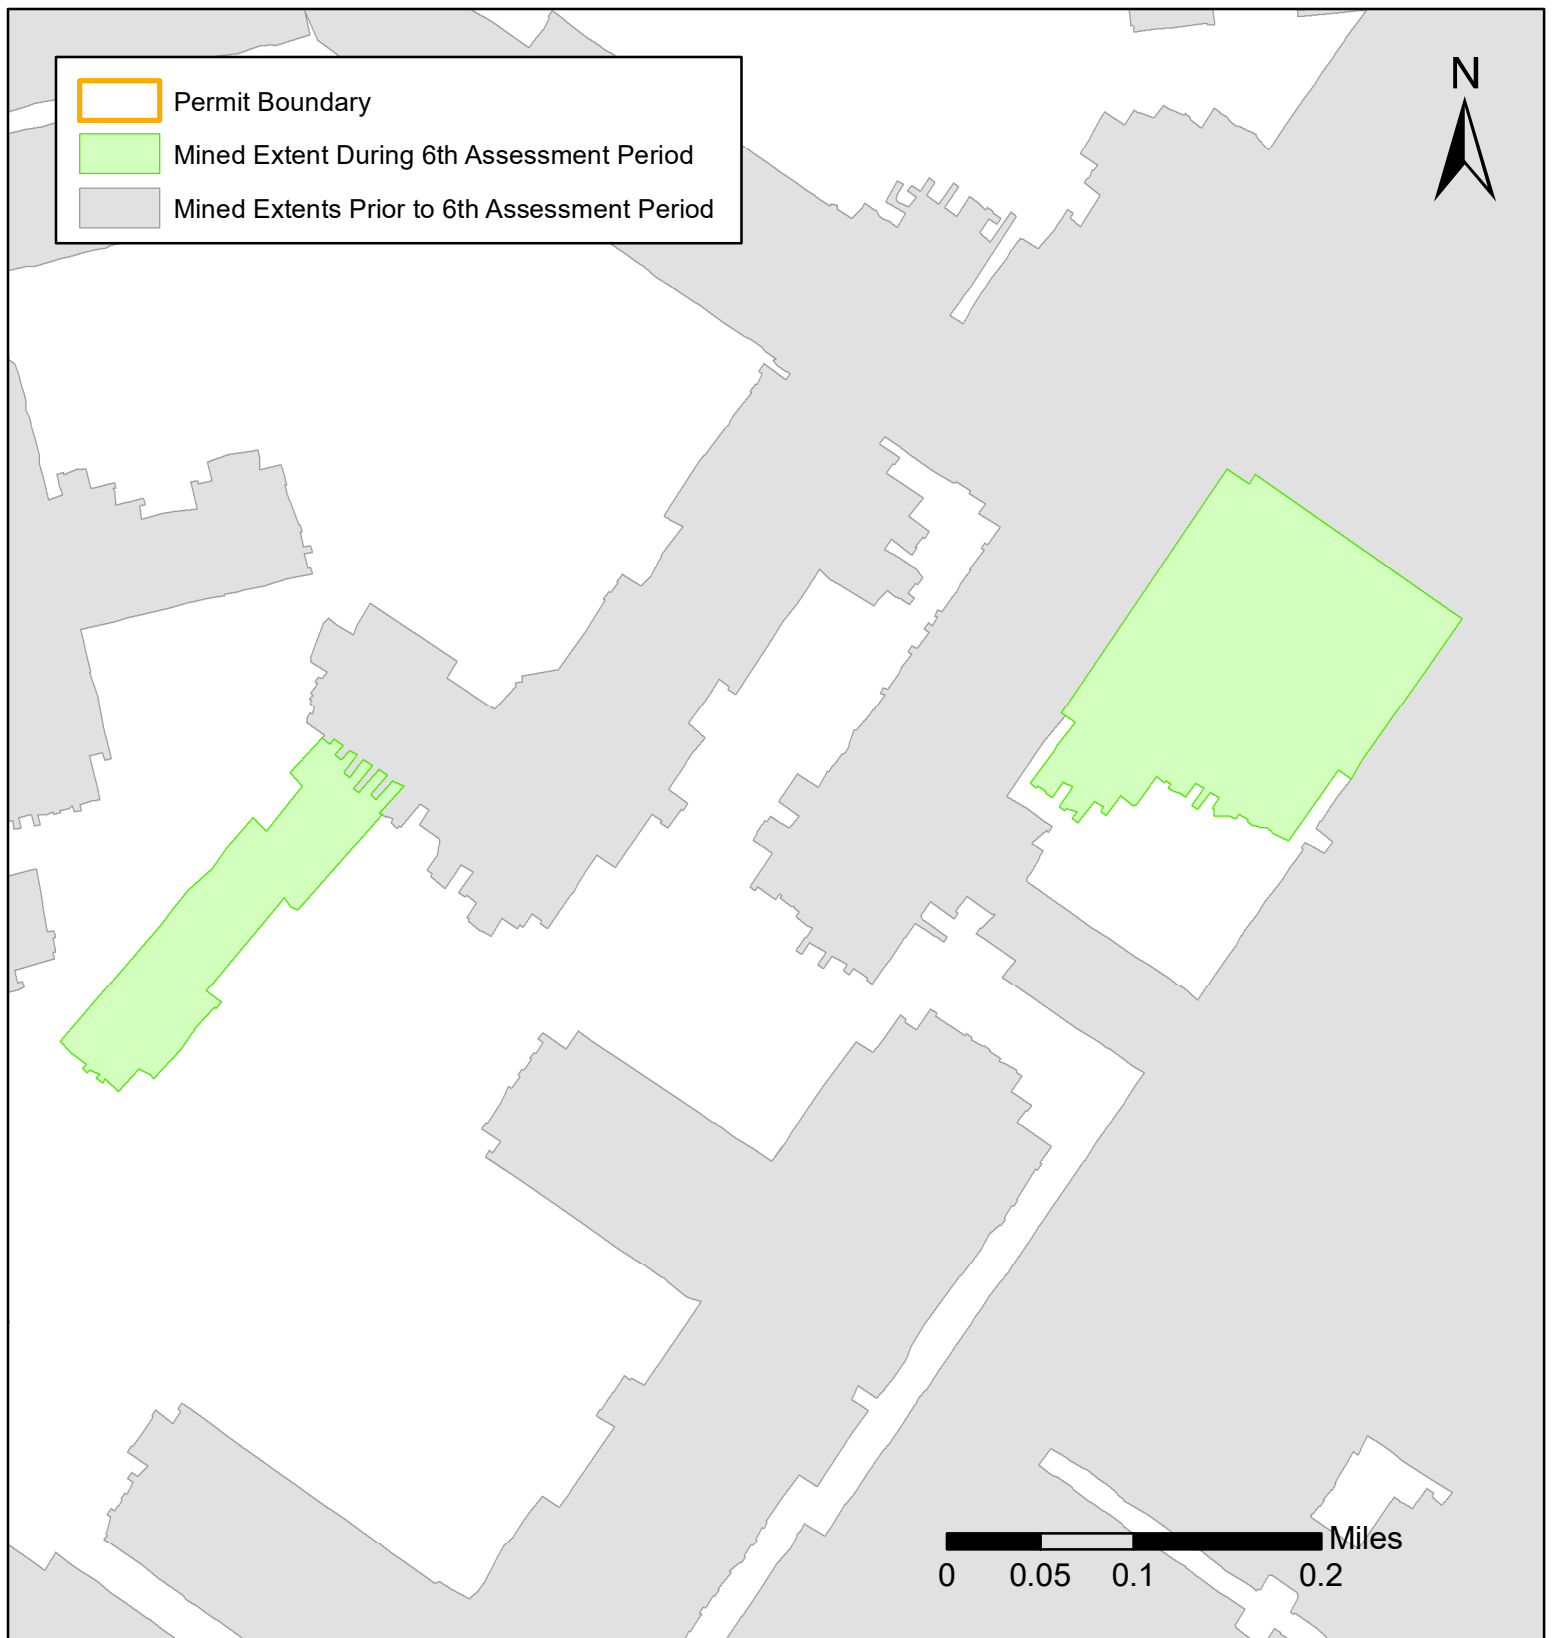 N
Permit Boundary
Mined Extent During 6th Assessment Period
Mined Extents Prior to 6th Assessment Period
Miles
0 0.05 0.1 0.2